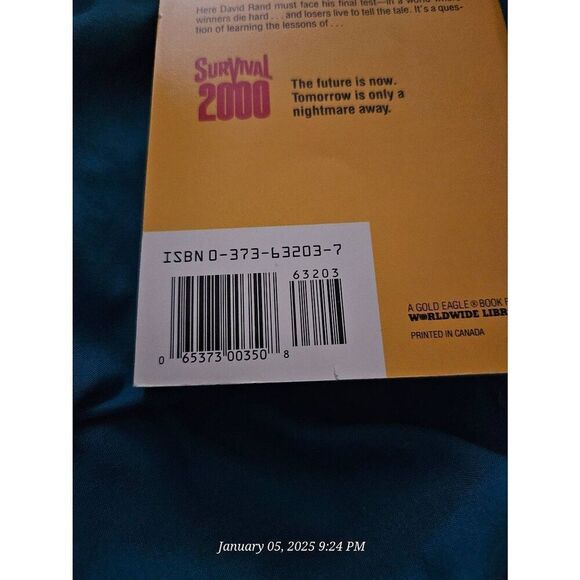 Here David Rand must face his final test—in a world where
winners die hard . . . and losers live to tell the tale. It's a ques-
tion of learning the lessons of . . .
SURVIVAL
2000
The future is now.
Tomorrow is only a
nightmare away.
ISBN 0-373-63203-7
63203
0 65373 00350 8
A GOLD EAGLE® BOOK F
WORLDWIDE LIBR
PRINTED IN CANADA
January 05, 2025 9:24 PM